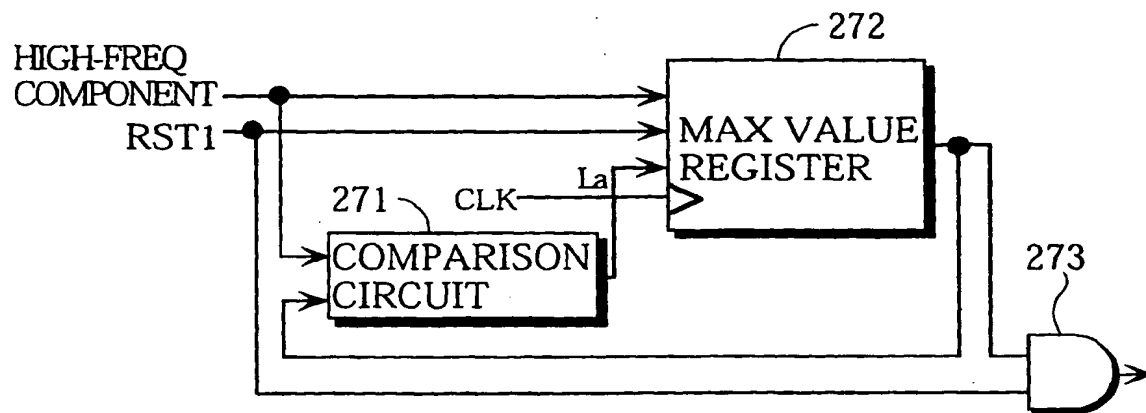 272
HIGH-FREQ
COMPONENT
RST1
MAX VALUE
REGISTER
La
CLK
271
COMPARISON
CIRCUIT
273